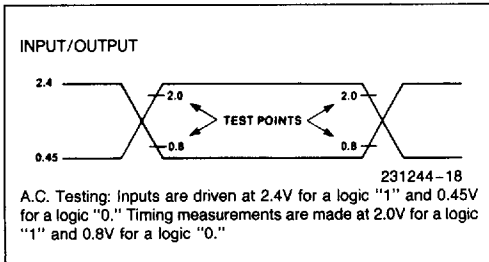 INPUT/OUTPUT
2.4
2.0
2.0
TEST POINTS
0.8
0.8
0.45
231244–18
A.C. Testing: Inputs are driven at 2.4V for a logic "1" and 0.45V
for a logic "0." Timing measurements are made at 2.0V for a logic
"1" and 0.8V for a logic "0."